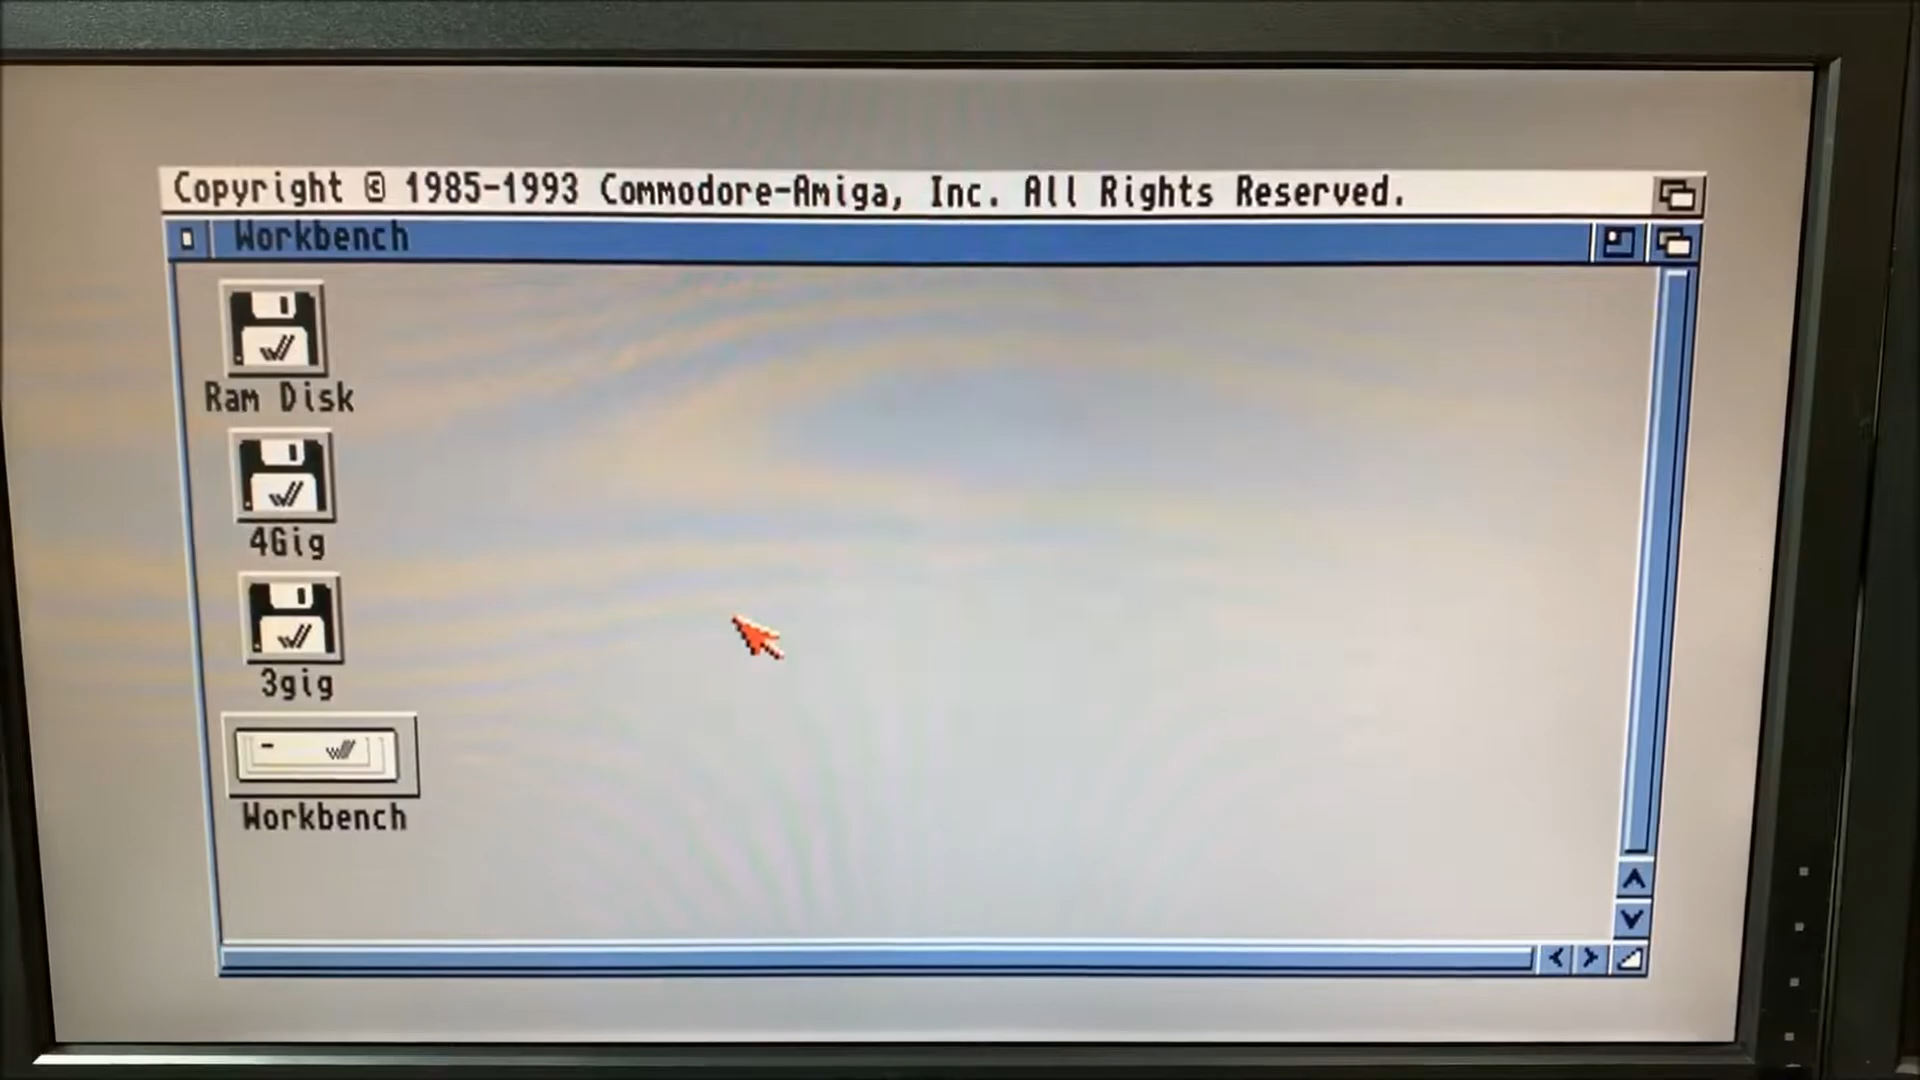 Copyright © 1985-1993 Commodore-Amiga, Inc. All Rights Reserved.
Workbench
Ram Disk
4Gig
3gig
Workbench